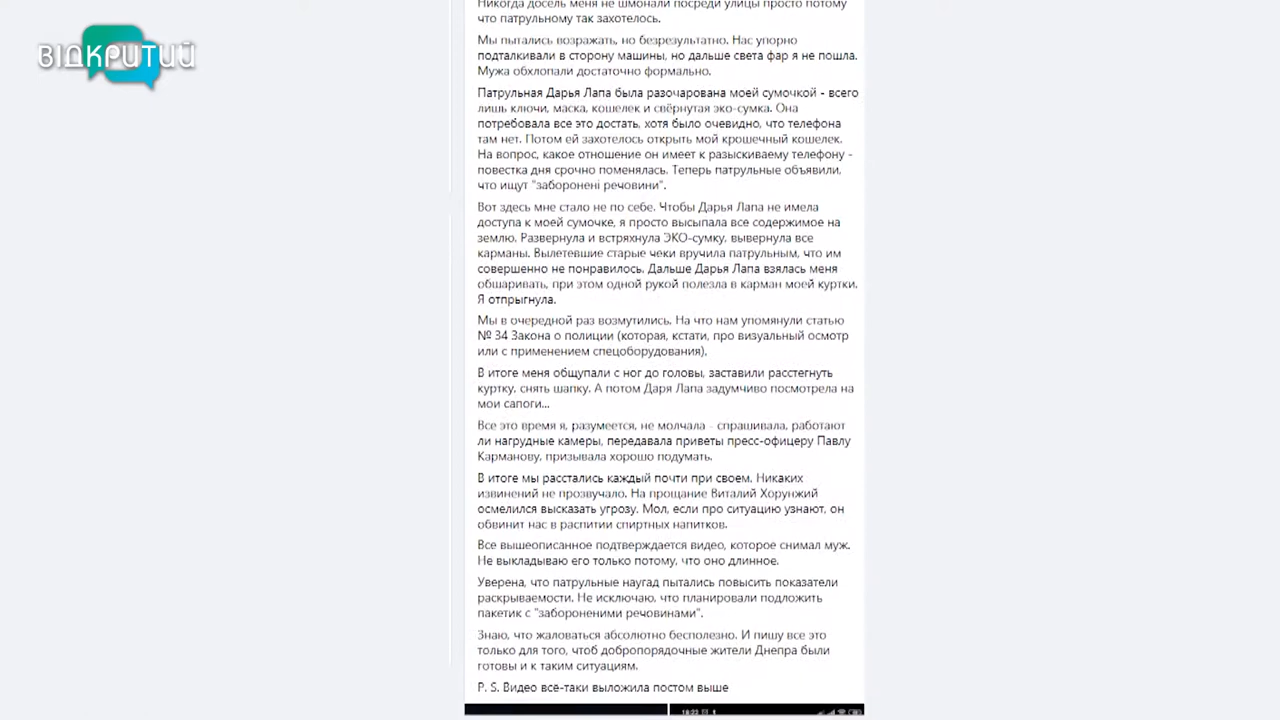 ВІДКРИТИЙ
Никогда досель меня не шмонали посреди улицы просто потому
что патрульному так захотелось.
Мы пытались возражать, но безрезультатно. Нас упорно
подталкивали в сторону машины, но дальше света фар я не пошла.
Мужа обхлопали достаточно формально.
Патрульная Дарья Лапа была разочарована моей сумочкой - всего
лишь ключи, маска, кошелек и свёрнутая эко-сумка. Она
потребовала все это достать, хотя было очевидно, что телефона
там нет. Потом ей захотелось открыть мой крошечный кошелек.
На вопрос, какое отношение он имеет к разыскиваему телефону -
повестка дня срочно поменялась. Теперь патрульные объявили,
что ищут "заборонені речовини".
Вот здесь мне стало не по себе. Чтобы Дарья Лапа не имела
доступа к моей сумочке, я просто высыпала все содержимое на
землю. Развернула и встряхнула ЭКО-сумку, вывернула все
карманы. Вылетевшие старые чеки вручила патрульным, что им
совершенно не понравилось. Дальше Дарья Лапа взялась меня
обшаривать, при этом одной рукой полезла в карман моей куртки.
Я отпрыгнула.
Мы в очередной раз возмутились. На что нам упомянули статью
№ 34 Закона о полиции (которая, кстати, про визуальный осмотр
или с применением спецоборудования).
В итоге меня общупали с ног до головы, заставили расстегнуть
куртку, снять шапку. А потом Даря Лапа задумчиво посмотрела на
мои сапоги...
Все это время я, разумеется, не молчала - спрашивала, работают
ли нагрудные камеры, передавала приветы пресс-офицеру Павлу
Карманову, призывала хорошо подумать.
В итоге мы расстались каждый почти при своем. Никаких
извинений не прозвучало. На прощание Виталий Хорунжий
осмелился высказать угрозу. Мол, если про ситуацию узнают, он
обвинит нас в распитии спиртных напитков.
Все вышеописанное подтверждается видео, которое снимал муж.
Не выкладываю его только потому, что оно длинное.
Уверена, что патрульные наугад пытались повысить показатели
раскрываемости. Не исключаю, что планировали подложить
пакетик с "забороненими речовинами".
Знаю, что жаловаться абсолютно бесполезно. И пишу все это
только для того, чтоб добропорядочные жители Днепра были
готовы и к таким ситуациям.
P. S. Видео всё-таки выложила постом выше